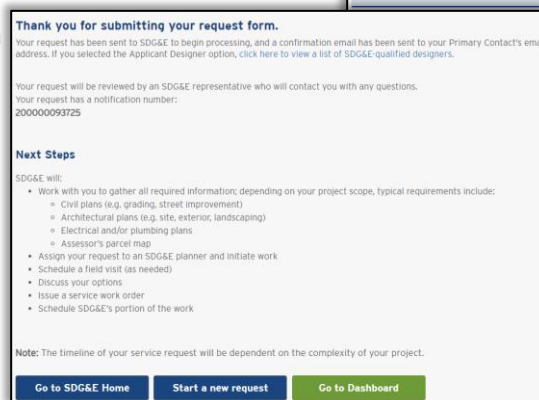 Thank you for submitting your request form.
Your request has been sent to SDG&E to begin processing, and a confirmation email has been sent to your Primary Contact's ema
address. If you selected the Applicant Designer option, click here to view a list of SDG&E-qualified designers.
Your request will be reviewed by an SDG&E representative who will contact you with any questions.
Your request has a notification number:
200000093725
Next Steps
SDG&E will:
• Work with you to gather all required information; depending on your project scope, typical requirements include:
◦ Civil plans (e.g, grading, street improvement)
◦ Architectural plans (e.g. site, exterior, landscaping)
◦ Electrical and/or pumbing plans
◦ Assessor's parcel map
• Assign your request to an SDG&E planner and initiate work
• Schedule a field visit (as needed)
• Discuss your options
• Issue a service work order
• Schedule SDG&E's portion of the work
Note: The timeline of your service request will be dependent on the complexity of your project.
Go to SDG&E Home Start a new request Go to Dashboard